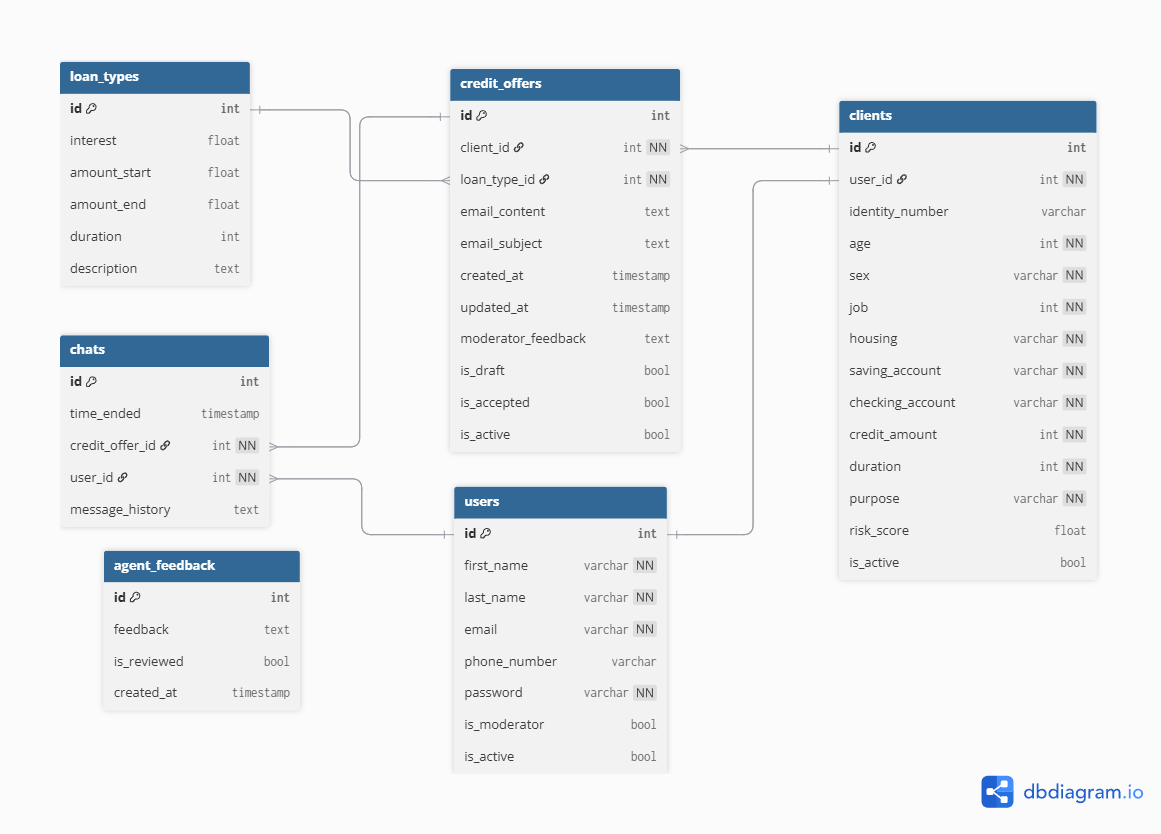 loan_types
id int
interest float
amount_start float
amount_end float
duration int
description text
credit_offers
id int
client_id int NN
loan_type_id int NN
email_content text
email_subject text
created_at timestamp
updated_at timestamp
moderator_feedback text
is_draft bool
is_accepted bool
is_active bool
clients
id int
user_id int NN
identity_number varchar
age int NN
sex varchar NN
job int NN
housing varchar NN
saving_account varchar NN
checking_account varchar NN
credit_amount int NN
duration int NN
purpose varchar NN
risk_score float
is_active bool
chats
id int
time_ended timestamp
credit_offer_id int NN
user_id int NN
message_history text
users
id int
first_name varchar NN
last_name varchar NN
email varchar NN
phone_number varchar
password varchar NN
is_moderator bool
is_active bool
agent_feedback
id int
feedback text
is_reviewed bool
created_at timestamp
dbdiagram.io